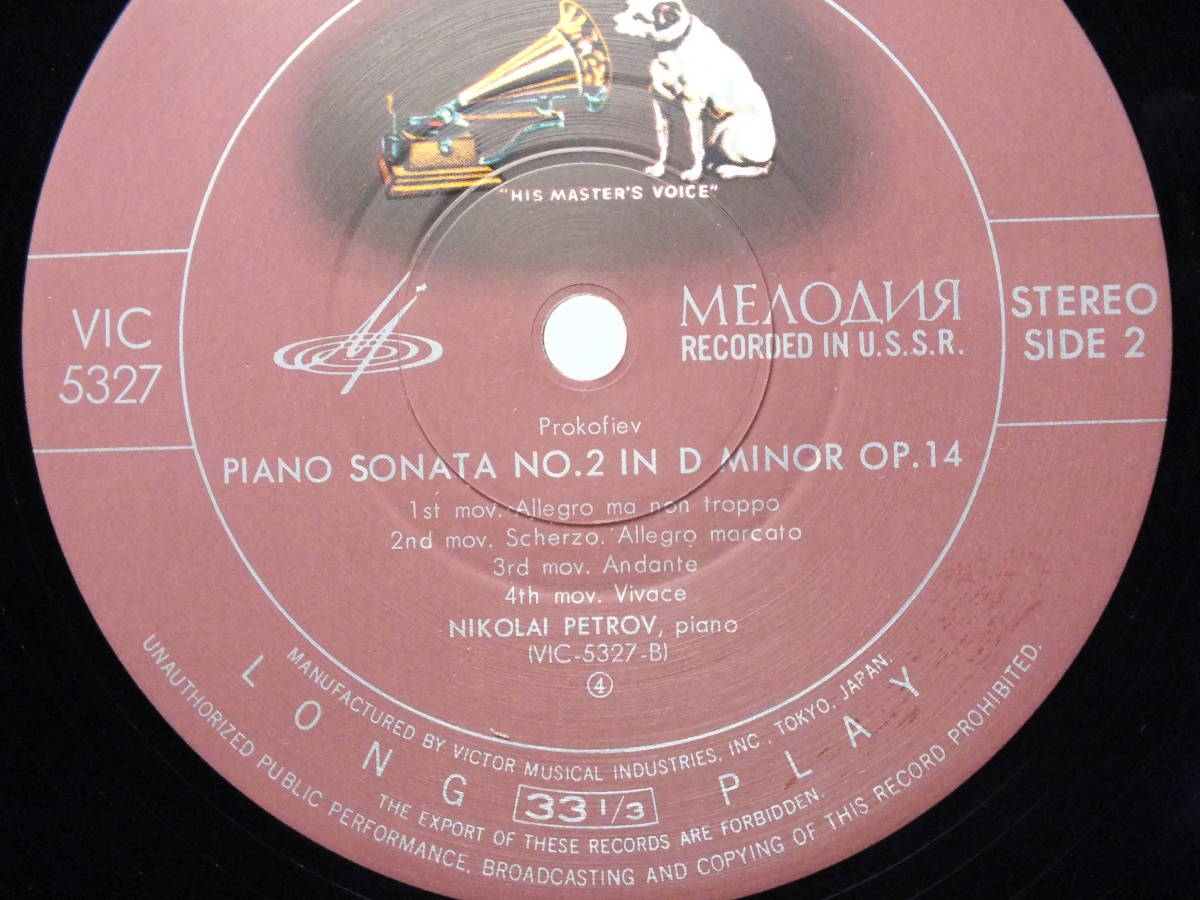 "HIS MASTER'S VOICE"
VIC
5327
МЕЛОДИЯ
RECORDED IN U.S.S.R.
STEREO
SIDE 2
Prokofiev
PIANO SONATA NO.2 IN D MINOR OP.14
1st mov. Allegro ma non troppo
2nd mov. Scherzo. Allegro marcato
3rd mov. Andante
4th mov. Vivace
NIKOLAI PETROV, piano
(VIC-5327-B)
④
MANUFACTURED BY VICTOR MUSICAL INDUSTRIES, INC., TOKYO, JAPAN.
LONG 33 1/3 PLAY
THE EXPORT OF THESE RECORDS ARE FORBIDDEN.
UNAUTHORIZED PUBLIC PERFORMANCE, BROADCASTING AND COPYING OF THIS RECORD PROHIBITED.